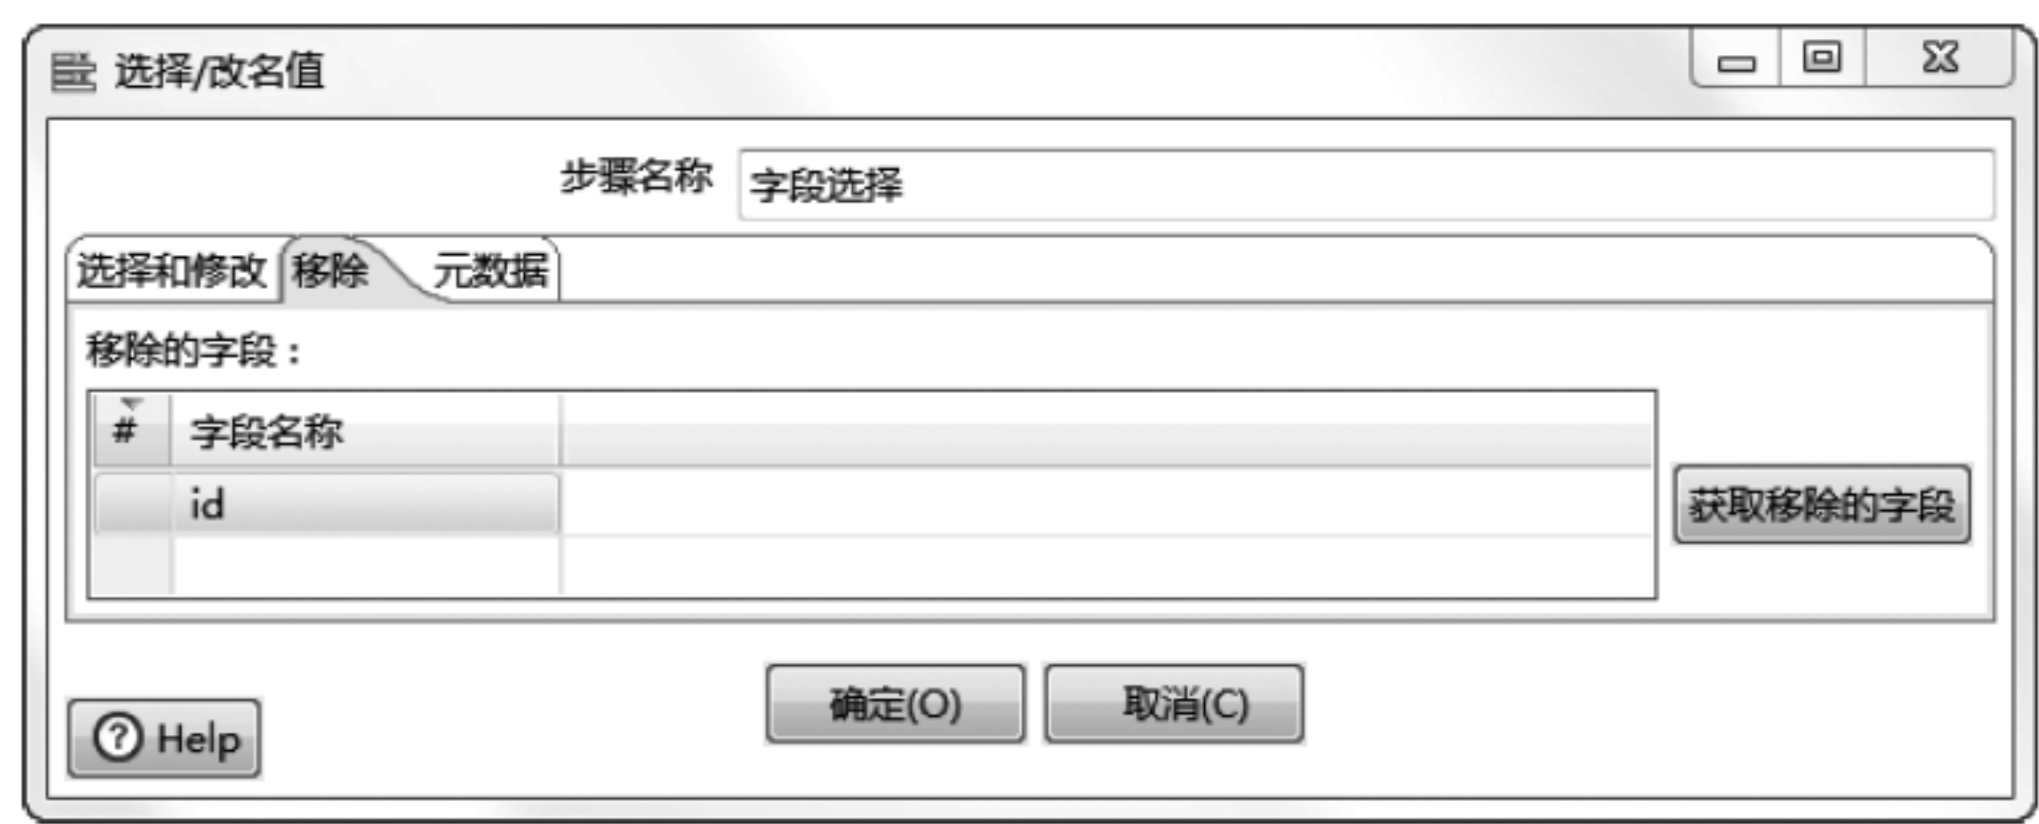 选择/改名值
步骤名称 字段选择
选择和修改 移除 元数据
移除的字段：
# 字段名称
id
获取移除的字段
确定(O) 取消(C)
Help